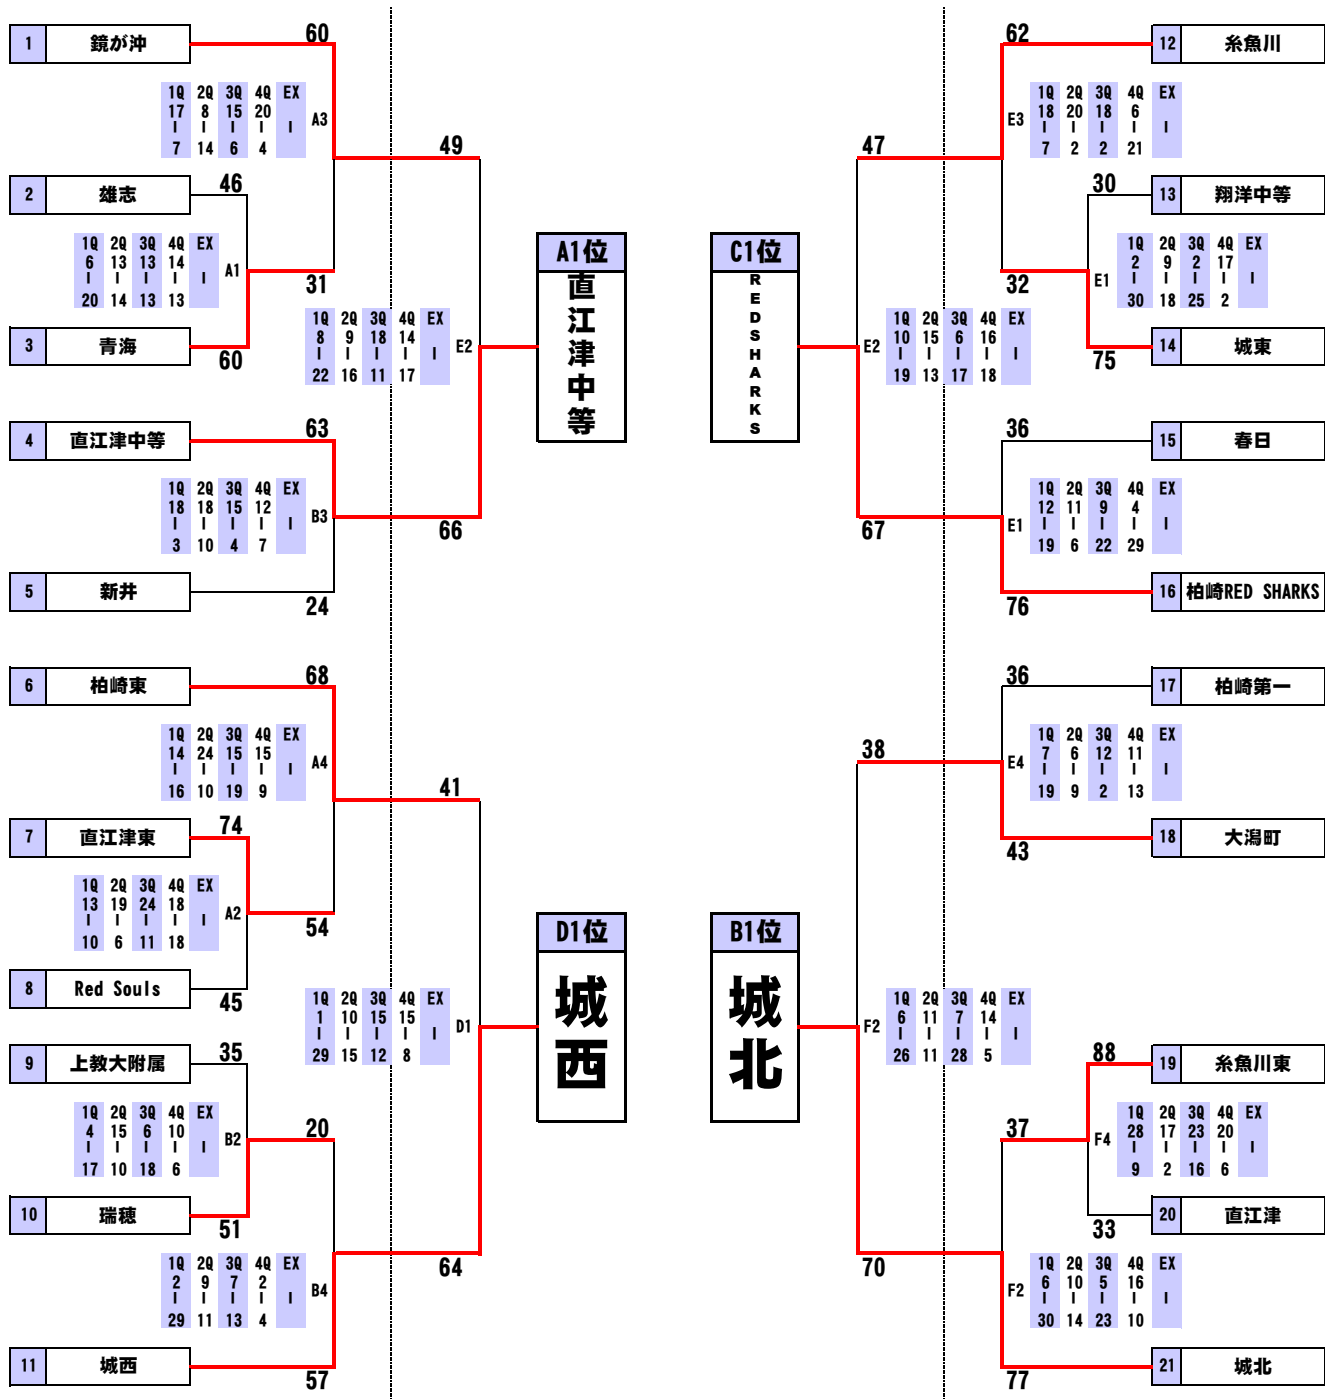 1 鏡が沖
60
1Q 2Q 3Q 4Q EX
17 8 15 20
7 14 6 4
A3
49
2 雄志
46
1Q 2Q 3Q 4Q EX
6 13 13 14
20 14 13 13
A1
31
3 青海
60
1Q 2Q 3Q 4Q EX
8 9 18 14
22 16 11 17
E2
A1位
直江津中等
4 直江津中等
63
1Q 2Q 3Q 4Q EX
18 18 15 12
3 10 4 7
B3
66
5 新井
24
6 柏崎東
68
1Q 2Q 3Q 4Q EX
14 24 15 15
16 10 19 9
A4
41
7 直江津東
74
1Q 2Q 3Q 4Q EX
13 19 24 18
10 6 11 18
A2
54
8 Red Souls
45
1Q 2Q 3Q 4Q EX
1 10 15 15
29 15 12 8
D1
D1位
城西
9 上教大附属
35
1Q 2Q 3Q 4Q EX
4 15 6 10
17 10 18 6
B2
20
10 瑞穂
51
1Q 2Q 3Q 4Q EX
2 9 7 2
29 11 13 4
B4
64
11 城西
57
62
12 糸魚川
47
E3
1Q 2Q 3Q 4Q EX
18 20 18 6
7 2 2 21
30
13 翔洋中等
E1
1Q 2Q 3Q 4Q EX
2 9 2 17
30 18 25 2
32
75
14 城東
C1位
REDSHARKS
E2
1Q 2Q 3Q 4Q EX
10 15 6 16
19 13 17 18
36
15 春日
E1
1Q 2Q 3Q 4Q EX
12 11 9 4
19 6 22 29
67
76
16 柏崎RED SHARKS
36
17 柏崎第一
38
E4
1Q 2Q 3Q 4Q EX
7 6 12 11
19 9 2 13
43
18 大潟町
B1位
城北
F2
1Q 2Q 3Q 4Q EX
6 11 7 14
26 11 28 5
88
19 糸魚川東
37
F4
1Q 2Q 3Q 4Q EX
28 17 23 20
9 2 16 6
33
20 直江津
70
F2
1Q 2Q 3Q 4Q EX
6 10 5 16
30 14 23 10
77
21 城北